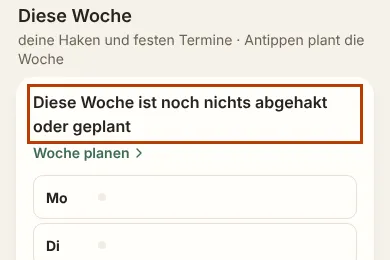 Diese Woche
deine Haken und festen Termine · Antippen plant die
Woche
Diese Woche ist noch nichts abgehakt
oder geplant
Woche planen >
Mo
Di